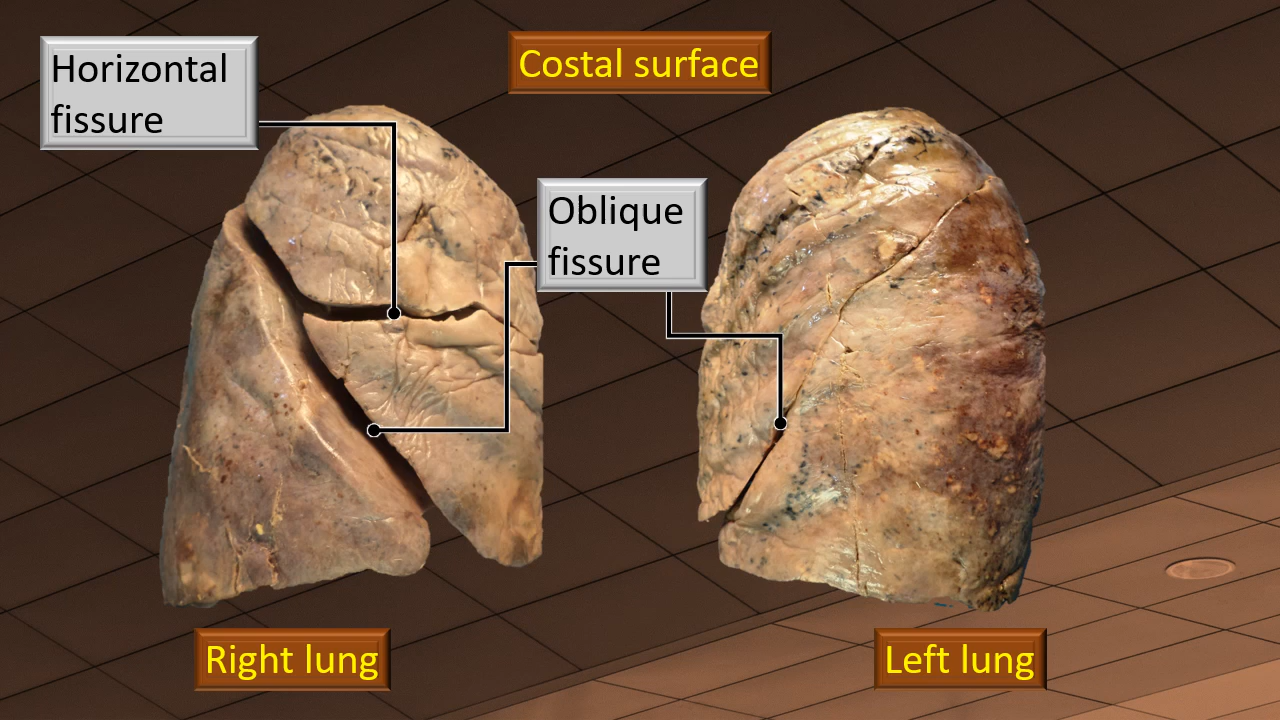 Costal surface
Horizontal
fissure
Oblique
fissure
Right lung
Left lung